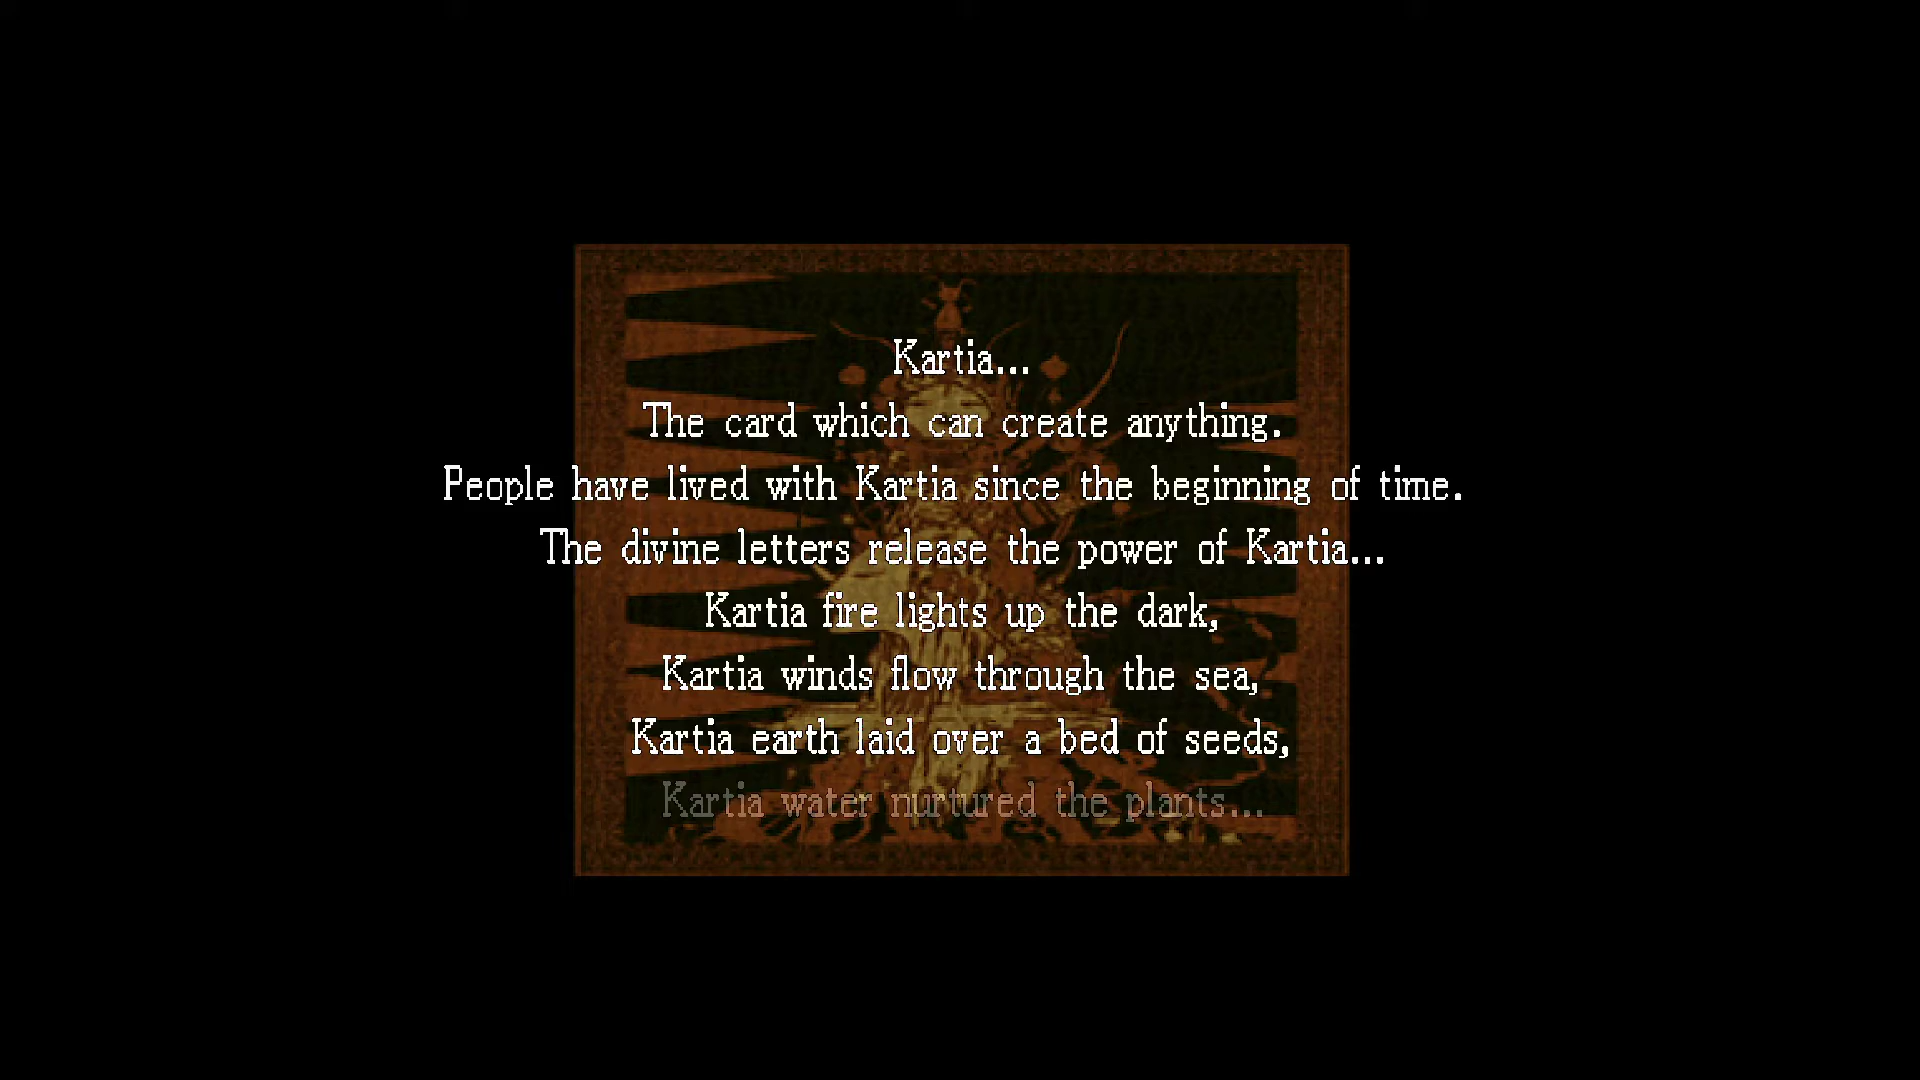 Kartia...
The card which can create anything.
People have lived with Kartia since the beginning of time.
The divine letters release the power of Kartia...
Kartia fire lights up the dark,
Kartia winds flow through the sea,
Kartia earth laid over a bed of seeds,
Kartia water nurtured the plants...